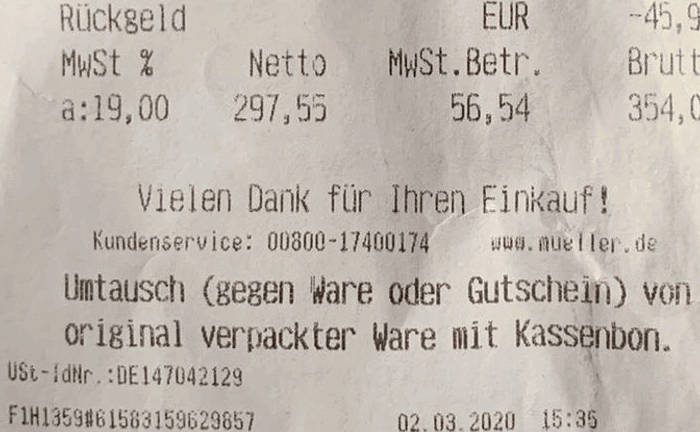 Rückgeld EUR -45,9
MwSt % Netto MwSt.Betr. Brutt
a:19,00 297,55 56,54 354,0
Vielen Dank für Ihren Einkauf!
Kundenservice: 00800-17400174 www.mueller.de
Umtausch (gegen Ware oder Gutschein) von
original verpackter Ware mit Kassenbon.
USt-IdNr.:DE147042129
F1H1359#61583159629857 02.03.2020 15:35